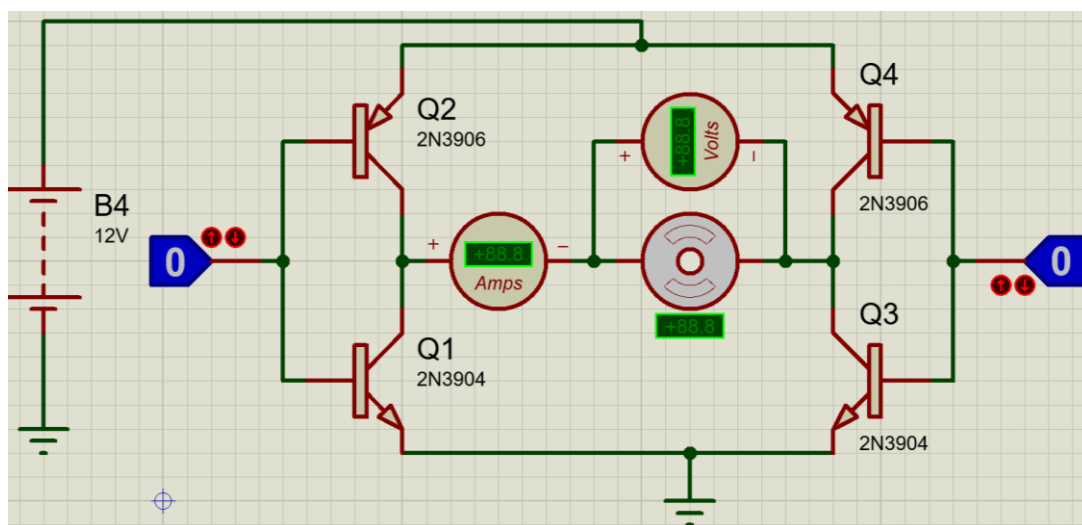 Q4
Q2
2N3906
+88.8
Volts
+
-
B4
12V
2N3906
0
+
+88.8
-
Amps
0
+88.8
Q3
Q1
2N3904
2N3904